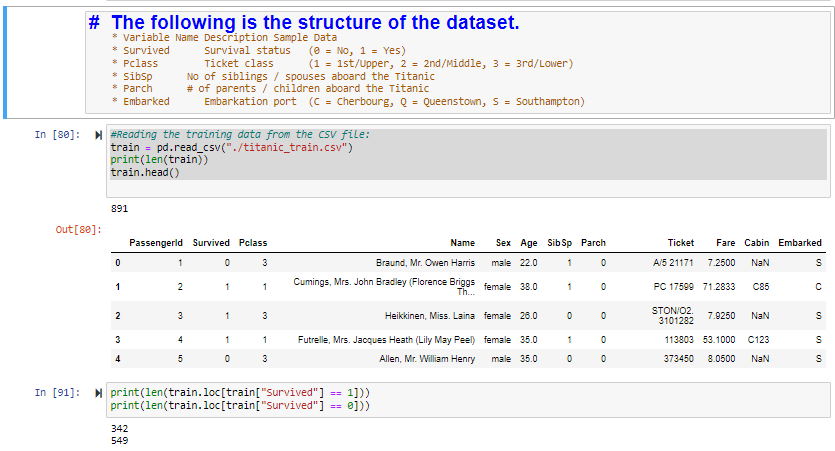 # The following is the structure of the dataset.
* Variable Name Description Sample Data
* Survived Survival status (0 = No, 1 = Yes)
* Pclass Ticket class (1 = 1st/Upper, 2 = 2nd/Middle, 3 = 3rd/Lower)
* SibSp No of siblings / spouses aboard the Titanic
* Parch # of parents / children aboard the Titanic
* Embarked Embarkation port (C = Cherbourg, Q = Queenstown, S = Southampton)
In [80]: #Reading the training data from the CSV file:
train = pd.read_csv("./titanic_train.csv")
print(len(train))
train.head()
891
Out[80]:
PassengerId Survived Pclass Name Sex Age SibSp Parch Ticket Fare Cabin Embarked
0 1 0 3 Braund, Mr. Owen Harris male 22.0 1 0 A/5 21171 7.2500 NaN S
1 2 1 1 Cumings, Mrs. John Bradley (Florence Briggs female 38.0 1 0 PC 17599 71.2833 C85 C
Th...
2 3 1 3 Heikkinen, Miss. Laina female 26.0 0 0 STON/O2. 7.9250 NaN S
3101282
3 4 1 1 Futrelle, Mrs. Jacques Heath (Lily May Peel) female 35.0 1 0 113803 53.1000 C123 S
4 5 0 3 Allen, Mr. William Henry male 35.0 0 0 373450 8.0500 NaN S
In [91]: print(len(train.loc[train["Survived"] == 1]))
print(len(train.loc[train["Survived"] == 0]))
342
549